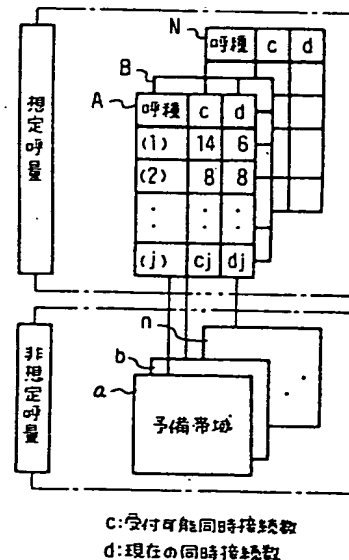 N
呼種 c d
B
A
呼種 c d
(1) 14 6
(2) 8 8
: : :
(j) cj dj
想定呼量
n
b
a
予備帯域
非想定呼量
c:受付可能同時接続数
d:現在の同時接続数